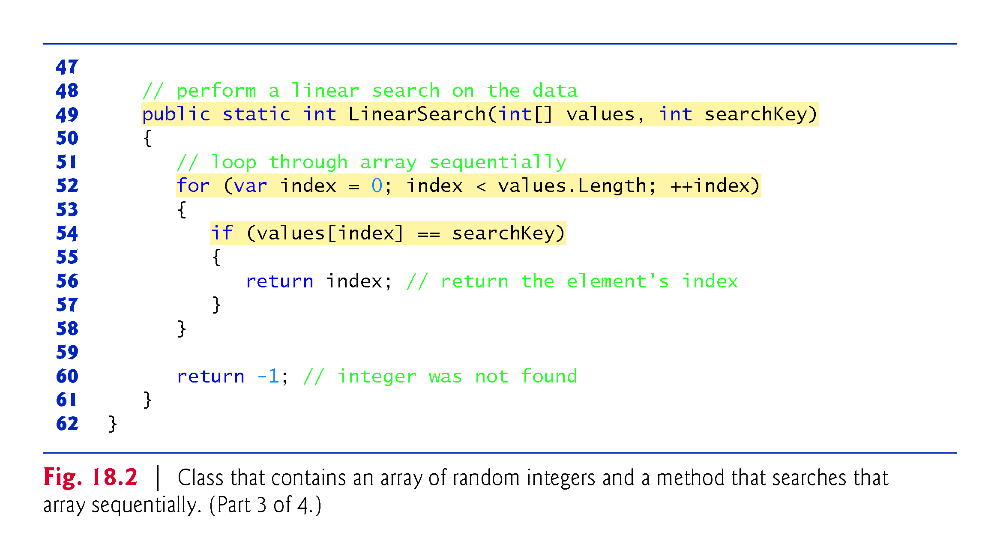 47
48 // perform a linear search on the data
49 public static int LinearSearch(int[] values, int searchKey)
50 {
51 // loop through array sequentially
52 for (var index = 0; index < values.Length; ++index)
53 {
54 if (values[index] == searchKey)
55 {
56 return index; // return the element's index
57 }
58 }
59
60 return -1; // integer was not found
61 }
62 }
Fig. 18.2 | Class that contains an array of random integers and a method that searches that
array sequentially. (Part 3 of 4.)